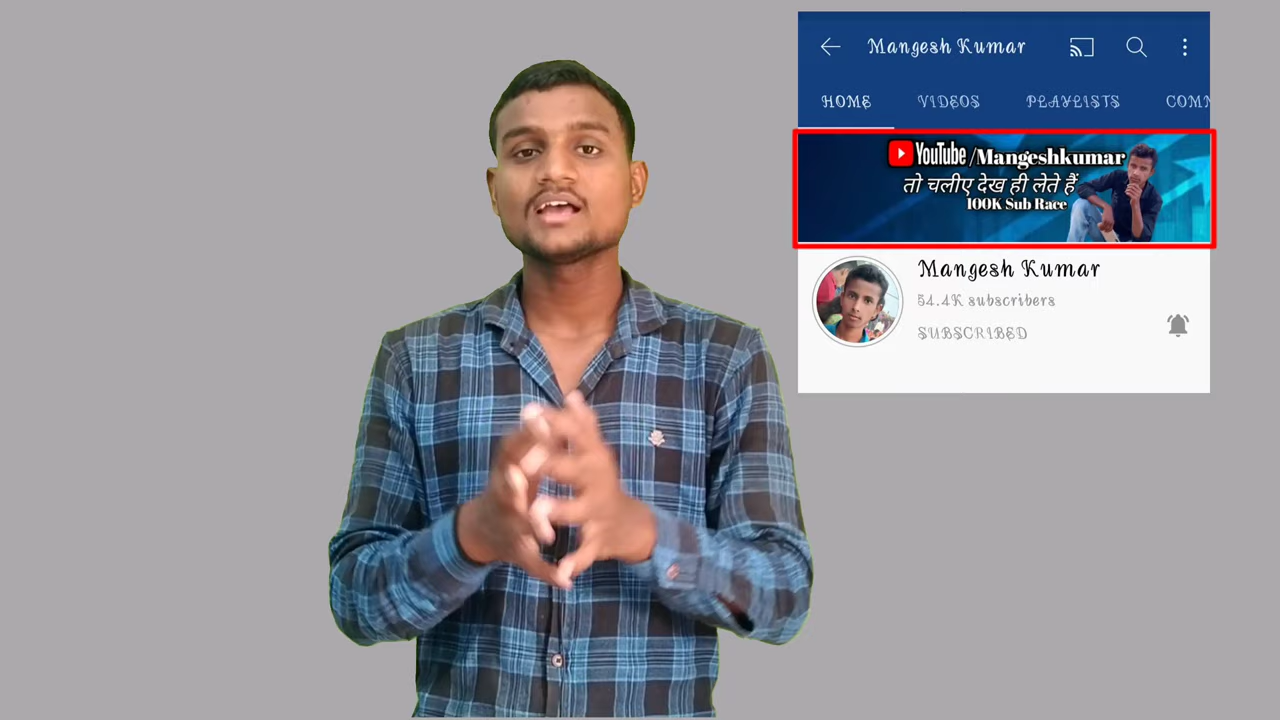 Mangesh Kumar
HOME VIDEOS PLAYLISTS COMM
YouTube /Mangeshkumar
तो चलीए देख ही लेते हैं
100K Sub Race
Mangesh Kumar
54.4K subscribers
SUBSCRIBED